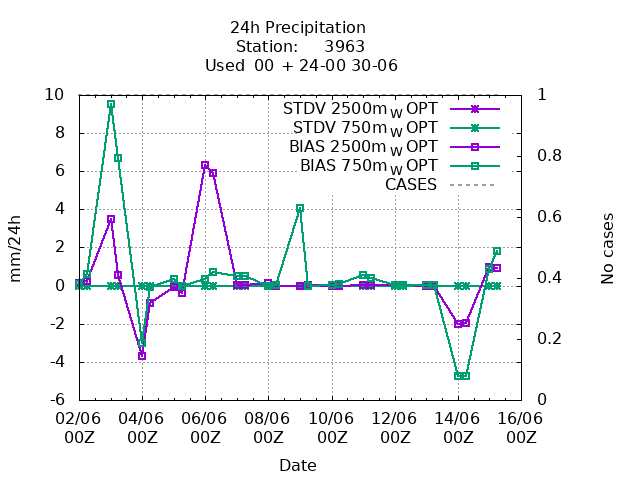 24h Precipitation
Station: 3963
Used 00 + 24-00 30-06
STDV 2500m W OPT
STDV 750m W OPT
BIAS 2500m W OPT
BIAS 750m W OPT
CASES
10
8
6
4
2
0
-2
-4
-6
mm/24h
1
0.8
0.6
0.4
0.2
0
No cases
02/06 04/06 06/06 08/06 10/06 12/06 14/06 16/06
00Z 00Z 00Z 00Z 00Z 00Z 00Z 00Z
Date